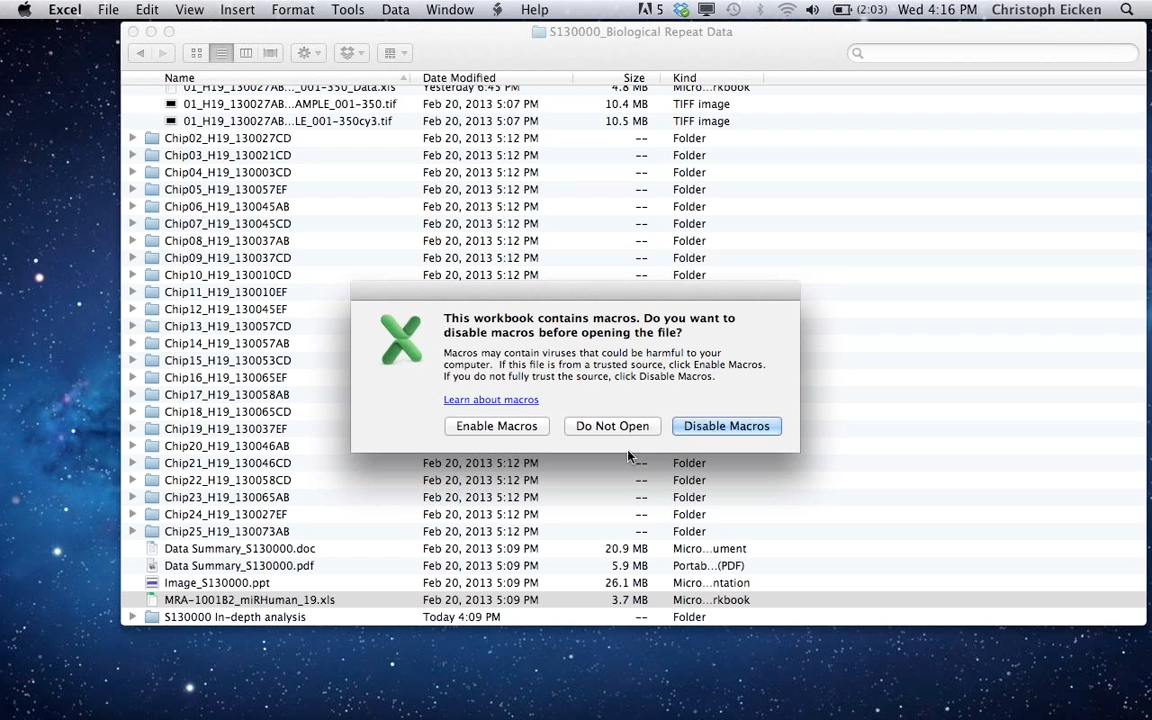 Excel File Edit View Insert Format Tools Data Window Help 5 (2:03) Wed 4:16 PM Christoph Eicken
S130000_Biological Repeat Data
Name Date Modified Size Kind
01_H19_130027AB..._001-350_Data.xls Yesterday 6:45 PM 4.8 MB Micro...rkbook
01_H19_130027AB...AMPLE_001-350.tif Feb 20, 2013 5:07 PM 10.4 MB TIFF image
01_H19_130027AB...LE_001-350cy3.tif Feb 20, 2013 5:07 PM 10.5 MB TIFF image
Chip02_H19_130027CD Feb 20, 2013 5:12 PM -- Folder
Chip03_H19_130021CD Feb 20, 2013 5:12 PM -- Folder
Chip04_H19_130003CD Feb 20, 2013 5:12 PM -- Folder
Chip05_H19_130057EF Feb 20, 2013 5:12 PM -- Folder
Chip06_H19_130045AB Feb 20, 2013 5:12 PM -- Folder
Chip07_H19_130045CD Feb 20, 2013 5:12 PM -- Folder
Chip08_H19_130037AB Feb 20, 2013 5:12 PM -- Folder
Chip09_H19_130037CD Feb 20, 2013 5:12 PM -- Folder
Chip10_H19_130010CD Feb 20, 2013 5:12 PM -- Folder
Chip11_H19_130010EF
Chip12_H19_130045EF
Chip13_H19_130057CD
Chip14_H19_130057AB
Chip15_H19_130053CD
Chip16_H19_130065EF
Chip17_H19_130058AB
Chip18_H19_130065CD
Chip19_H19_130037EF
Chip20_H19_130046AB
This workbook contains macros. Do you want to
disable macros before opening the file?
Macros may contain viruses that could be harmful to your
computer. If this file is from a trusted source, click Enable Macros.
If you do not fully trust the source, click Disable Macros.
Learn about macros
Enable Macros Do Not Open Disable Macros
Chip21_H19_130046CD Feb 20, 2013 5:12 PM -- Folder
Chip22_H19_130058CD Feb 20, 2013 5:12 PM -- Folder
Chip23_H19_130065AB Feb 20, 2013 5:12 PM -- Folder
Chip24_H19_130027EF Feb 20, 2013 5:12 PM -- Folder
Chip25_H19_130073AB Feb 20, 2013 5:12 PM -- Folder
Data Summary_S130000.doc Feb 20, 2013 5:09 PM 20.9 MB Micro...ument
Data Summary_S130000.pdf Feb 20, 2013 5:09 PM 5.9 MB Portab...(PDF)
Image_S130000.ppt Feb 20, 2013 5:09 PM 26.1 MB Micro...ntation
MRA-1001B2_miRHuman_19.xls Feb 20, 2013 5:09 PM 3.7 MB Micro...rkbook
S130000 In-depth analysis Today 4:09 PM -- Folder